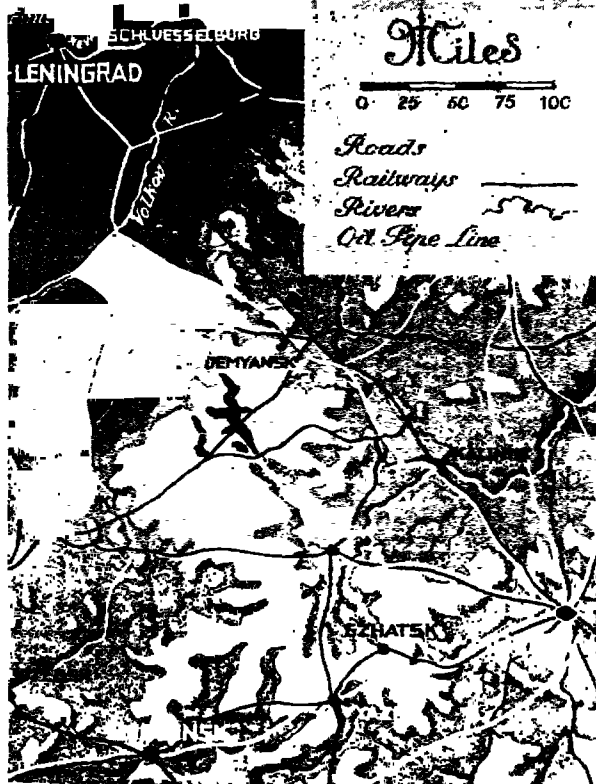 SCHLUESSELBURG
LENINGRAD
Volkov R.
Miles
0 25 50 75 100
Roads
Railways
Rivers
Oil Pipe Line
DEMYANSK
GZHATSK